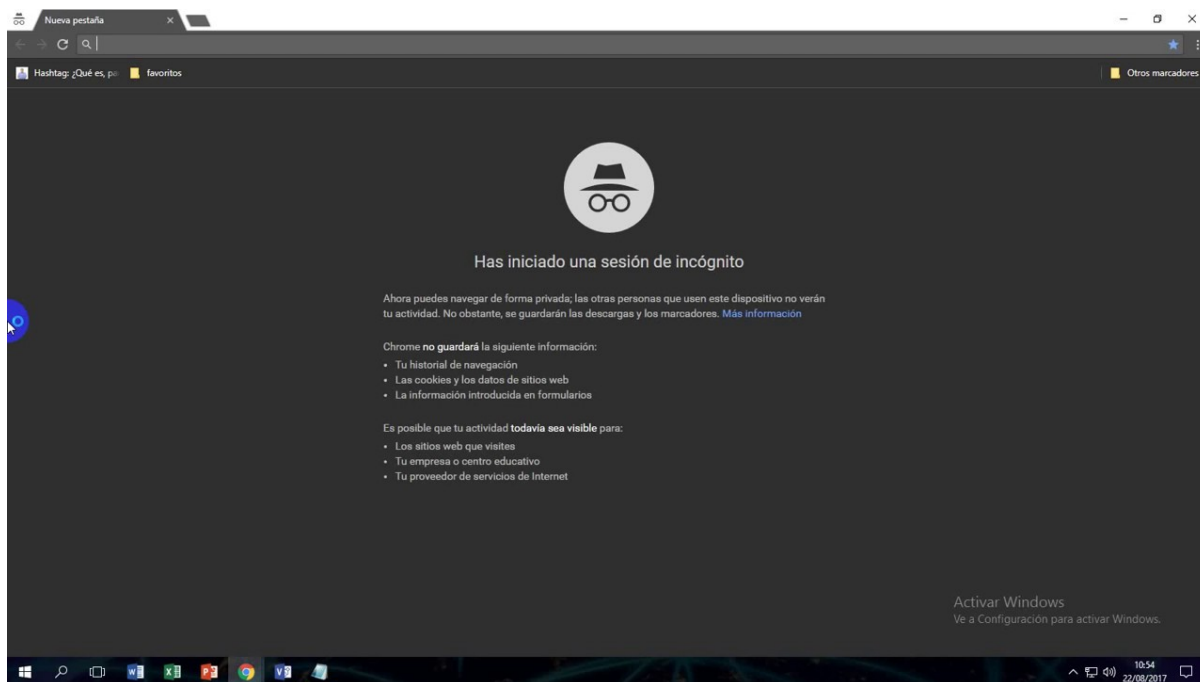 Nueva pestaña
Hashtag: ¿Qué es, pa
favoritos
Otros marcadores
Has iniciado una sesión de incógnito
Ahora puedes navegar de forma privada; las otras personas que usen este dispositivo no verán
tu actividad. No obstante, se guardarán las descargas y los marcadores. Más información
Chrome no guardará la siguiente información:
• Tu historial de navegación
• Las cookies y los datos de sitios web
• La información introducida en formularios
Es posible que tu actividad todavía sea visible para:
• Los sitios web que visites
• Tu empresa o centro educativo
• Tu proveedor de servicios de Internet
Activar Windows
Ve a Configuración para activar Windows.
10:54
22/08/2017